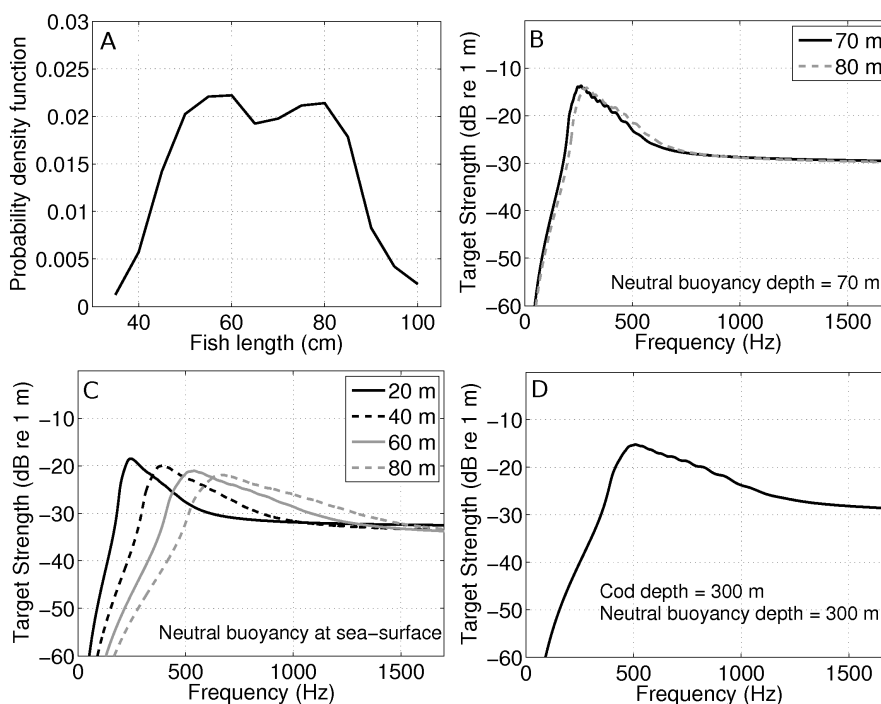 A
Probability density function
0.03
0.025
0.02
0.015
0.01
0.005
0
40
60
80
100
Fish length (cm)
B
70 m
80 m
Target Strength (dB re 1 m)
−10
−20
−30
−40
−50
−60
Neutral buoyancy depth = 70 m
0
500
1000
1500
Frequency (Hz)
C
20 m
40 m
60 m
80 m
Target Strength (dB re 1 m)
−10
−20
−30
−40
−50
−60
Neutral buoyancy at sea-surface
0
500
1000
1500
Frequency (Hz)
D
Target Strength (dB re 1 m)
−10
−20
−30
−40
−50
−60
Cod depth = 300 m
Neutral buoyancy depth = 300 m
0
500
1000
1500
Frequency (Hz)